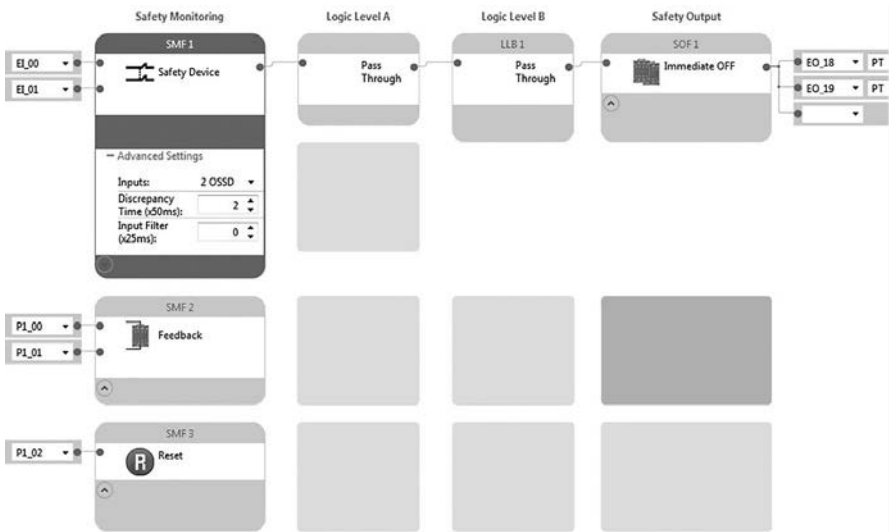 Safety Monitoring
Logic Level A
Logic Level B
Safety Output
SMF 1
LLB 1
SOF 1
EI_00
EI_01
Safety Device
Pass
Through
Pass
Through
Immediate OFF
EO_18
PT
EO_19
PT
Advanced Settings
Inputs: 2 OSSD
Discrepancy
Time (x50ms): 2
Input Filter
(x25ms): 0
SMF 2
P1_00
P1_01
Feedback
SMF 3
P1_02
R
Reset